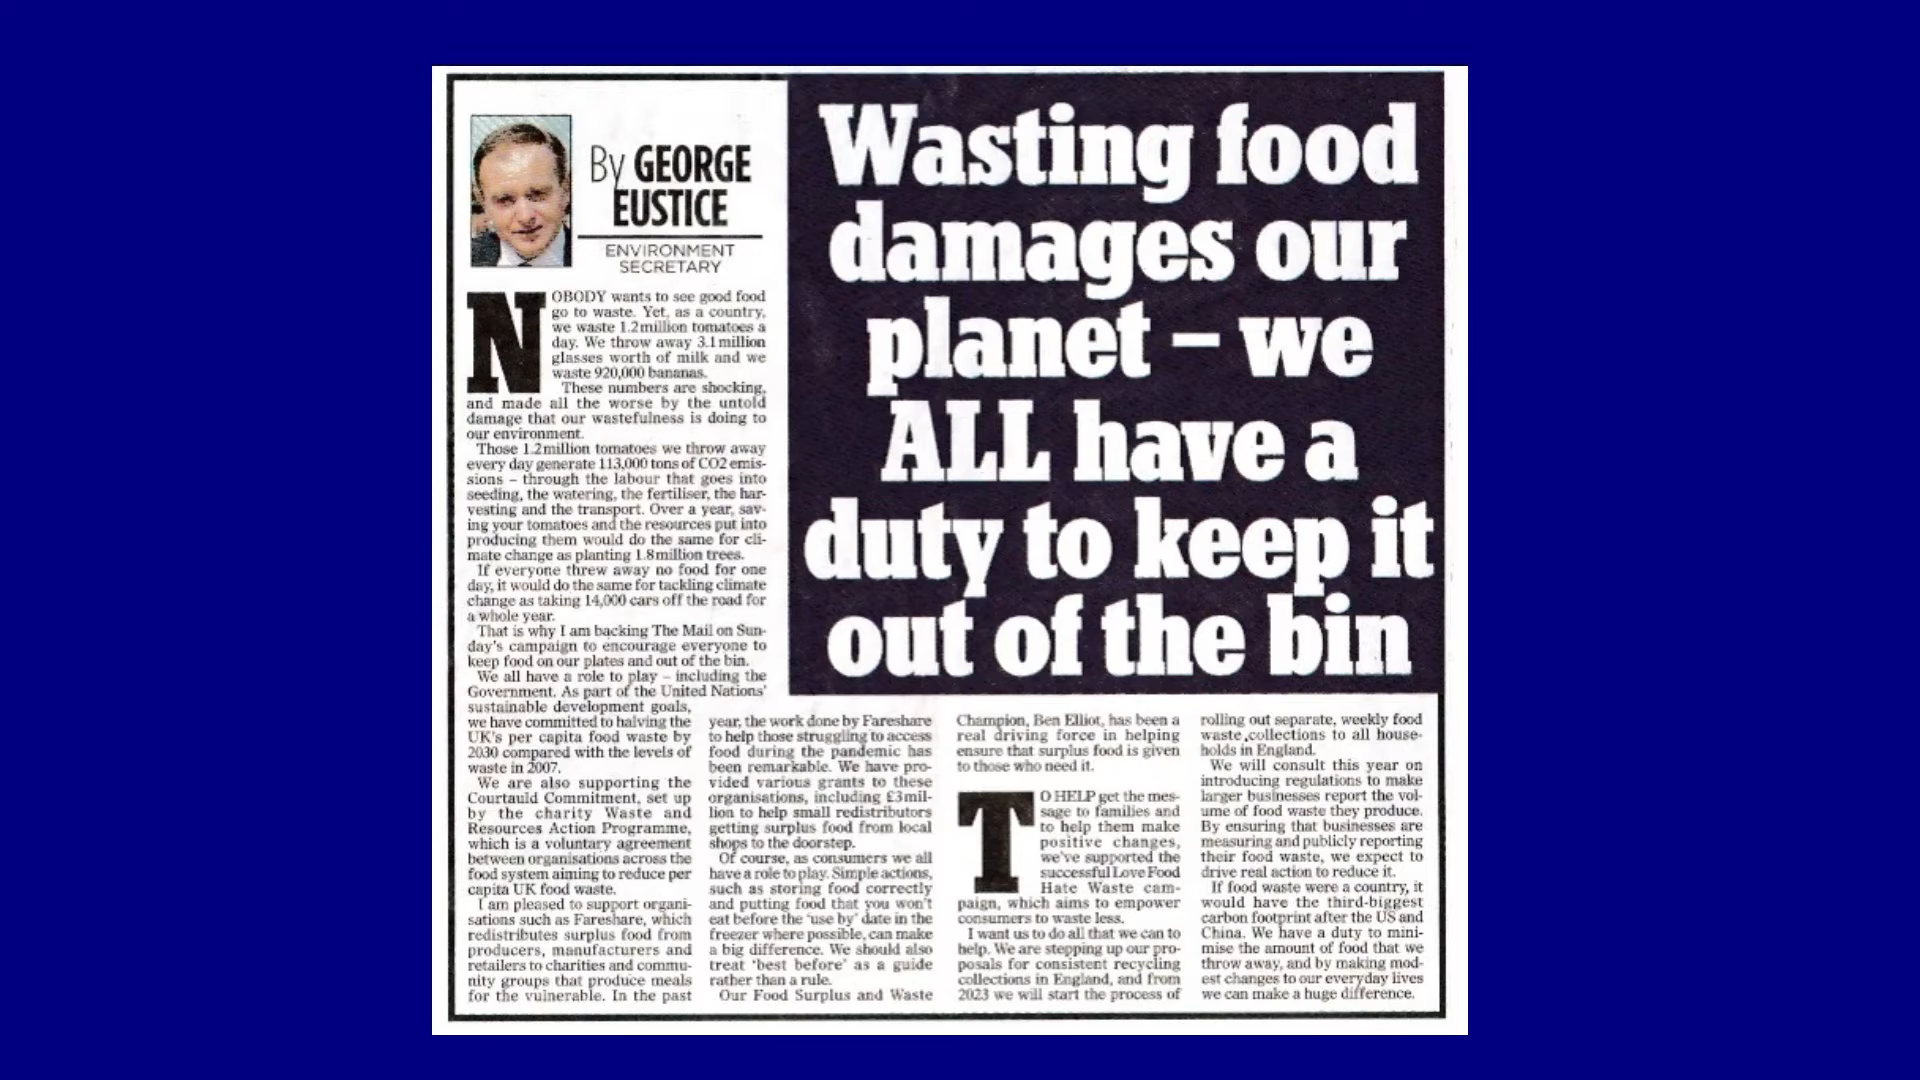 By GEORGE
EUSTICE
ENVIRONMENT
SECRETARY
Wasting food
damages our
planet – we
ALL have a
duty to keep it
out of the bin
NOBODY wants to see good food
go to waste. Yet, as a country,
we waste 1.2million tomatoes a
day. We throw away 3.1million
glasses worth of milk and we
waste 920,000 bananas.
These numbers are shocking,
and made all the worse by the untold
damage that our wastefulness is doing to
our environment.
Those 1.2million tomatoes we throw away
every day generate 113,000 tons of CO2 emis-
sions – through the labour that goes into
seeding, the watering, the fertiliser, the har-
vesting and the transport. Over a year, sav-
ing your tomatoes and the resources put into
producing them would do the same for cli-
mate change as planting 1.8million trees.
If everyone threw away no food for one
day, it would do the same for tackling climate
change as taking 14,000 cars off the road for
a whole year.
That is why I am backing The Mail on Sun-
day's campaign to encourage everyone to
keep food on our plates and out of the bin.
We all have a role to play – including the
Government. As part of the United Nations'
sustainable development goals,
we have committed to halving the
UK's per capita food waste by
2030 compared with the levels of
waste in 2007.
We are also supporting the
Courtauld Commitment, set up
by the charity Waste and
Resources Action Programme,
which is a voluntary agreement
between organisations across the
food system aiming to reduce per
capita UK food waste.
I am pleased to support organi-
sations such as Fareshare, which
redistributes surplus food from
producers, manufacturers and
retailers to charities and commu-
nity groups that produce meals
for the vulnerable. In the past
year, the work done by Fareshare
to help those struggling to access
food during the pandemic has
been remarkable. We have pro-
vided various grants to these
organisations, including £3mil-
lion to help small redistributors
getting surplus food from local
shops to the doorstep.
Of course, as consumers we all
have a role to play. Simple actions,
such as storing food correctly
and putting food that you won't
eat before the 'use by' date in the
freezer where possible, can make
a big difference. We should also
treat 'best before' as a guide
rather than a rule.
Our Food Surplus and Waste
Champion, Ben Elliot, has been a
real driving force in helping
ensure that surplus food is given
to those who need it.
TO HELP get the mes-
sage to families and
to help them make
positive changes,
we've supported the
successful Love Food
Hate Waste cam-
paign, which aims to empower
consumers to waste less.
I want us to do all that we can to
help. We are stepping up our pro-
posals for consistent recycling
collections in England, and from
2023 we will start the process of
rolling out separate, weekly food
waste collections to all house-
holds in England.
We will consult this year on
introducing regulations to make
larger businesses report the vol-
ume of food waste they produce.
By ensuring that businesses are
measuring and publicly reporting
their food waste, we expect to
drive real action to reduce it.
If food waste were a country, it
would have the third-biggest
carbon footprint after the US and
China. We have a duty to mini-
mise the amount of food that we
throw away, and by making mod-
est changes to our everyday lives
we can make a huge difference.